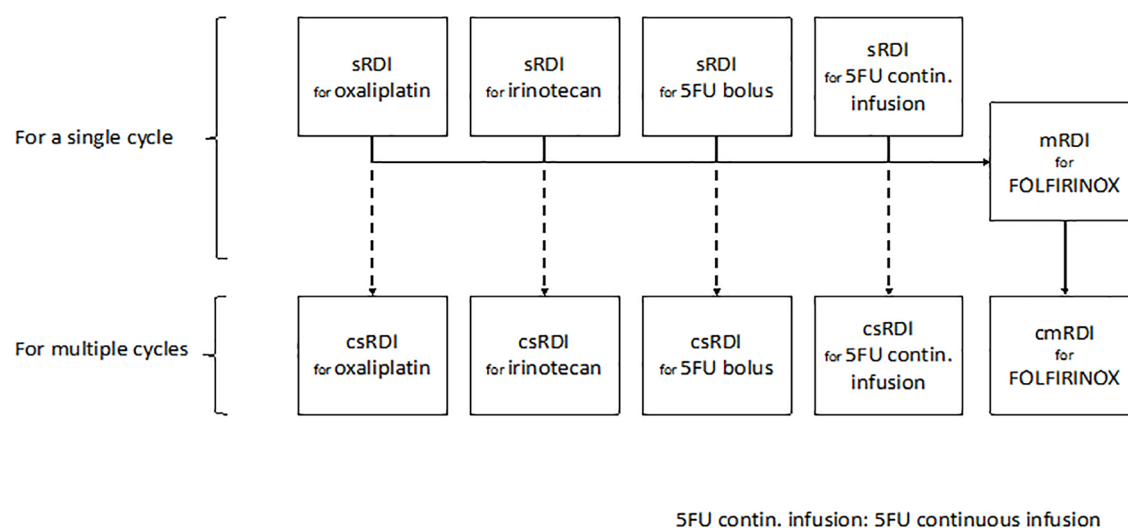 For a single cycle
sRDI
for oxaliplatin
sRDI
for irinotecan
sRDI
for 5FU bolus
sRDI
for 5FU contin.
infusion
mRDI
for
FOLFIRINOX
For multiple cycles
csRDI
for oxaliplatin
csRDI
for irinotecan
csRDI
for 5FU bolus
csRDI
for 5FU contin.
infusion
cmRDI
for
FOLFIRINOX
5FU contin. infusion: 5FU continuous infusion